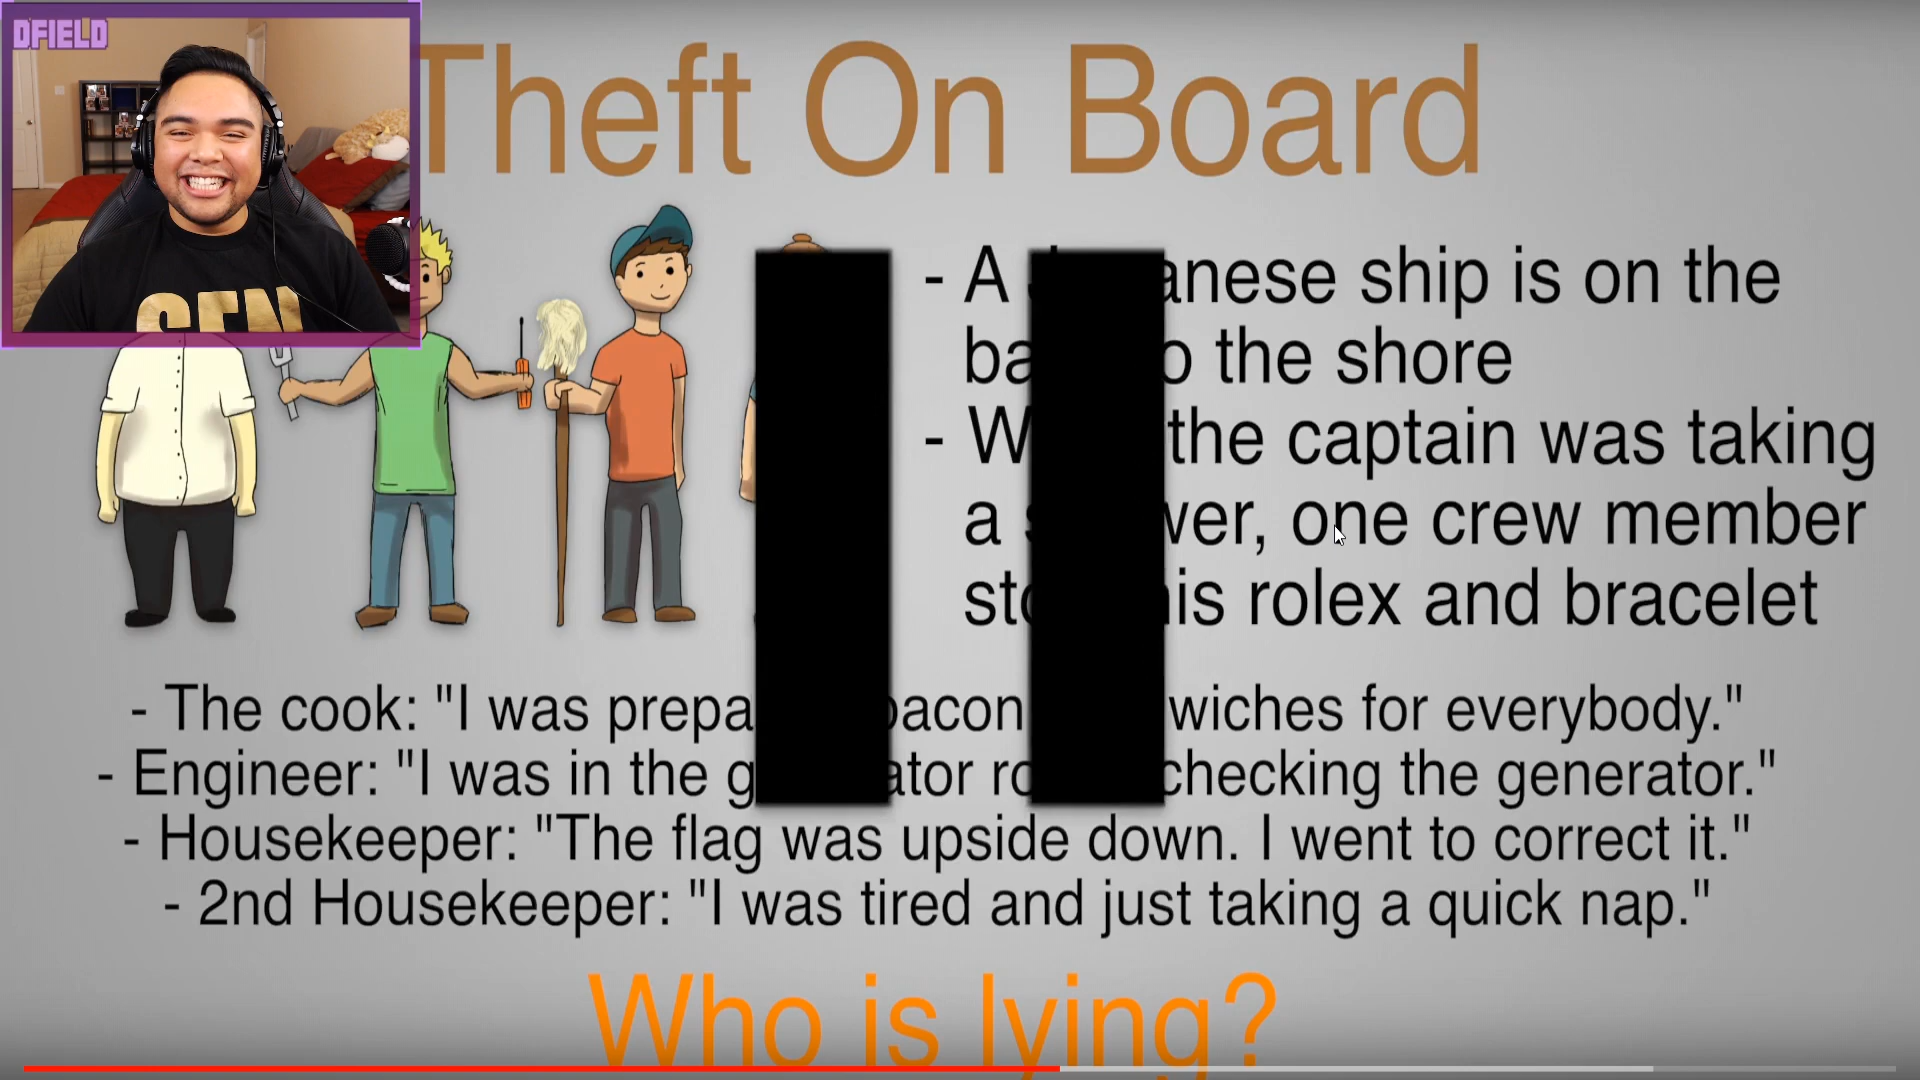 DFIELD
Theft On Board
- A anese ship is on the
ba o the shore
- W the captain was taking
a wer, one crew member
sto is rolex and bracelet
- The cook: "I was prepa bacon wiches for everybody."
- Engineer: "I was in the g ator ro checking the generator."
- Housekeeper: "The flag was upside down. I went to correct it."
- 2nd Housekeeper: "I was tired and just taking a quick nap."
Who is lying?